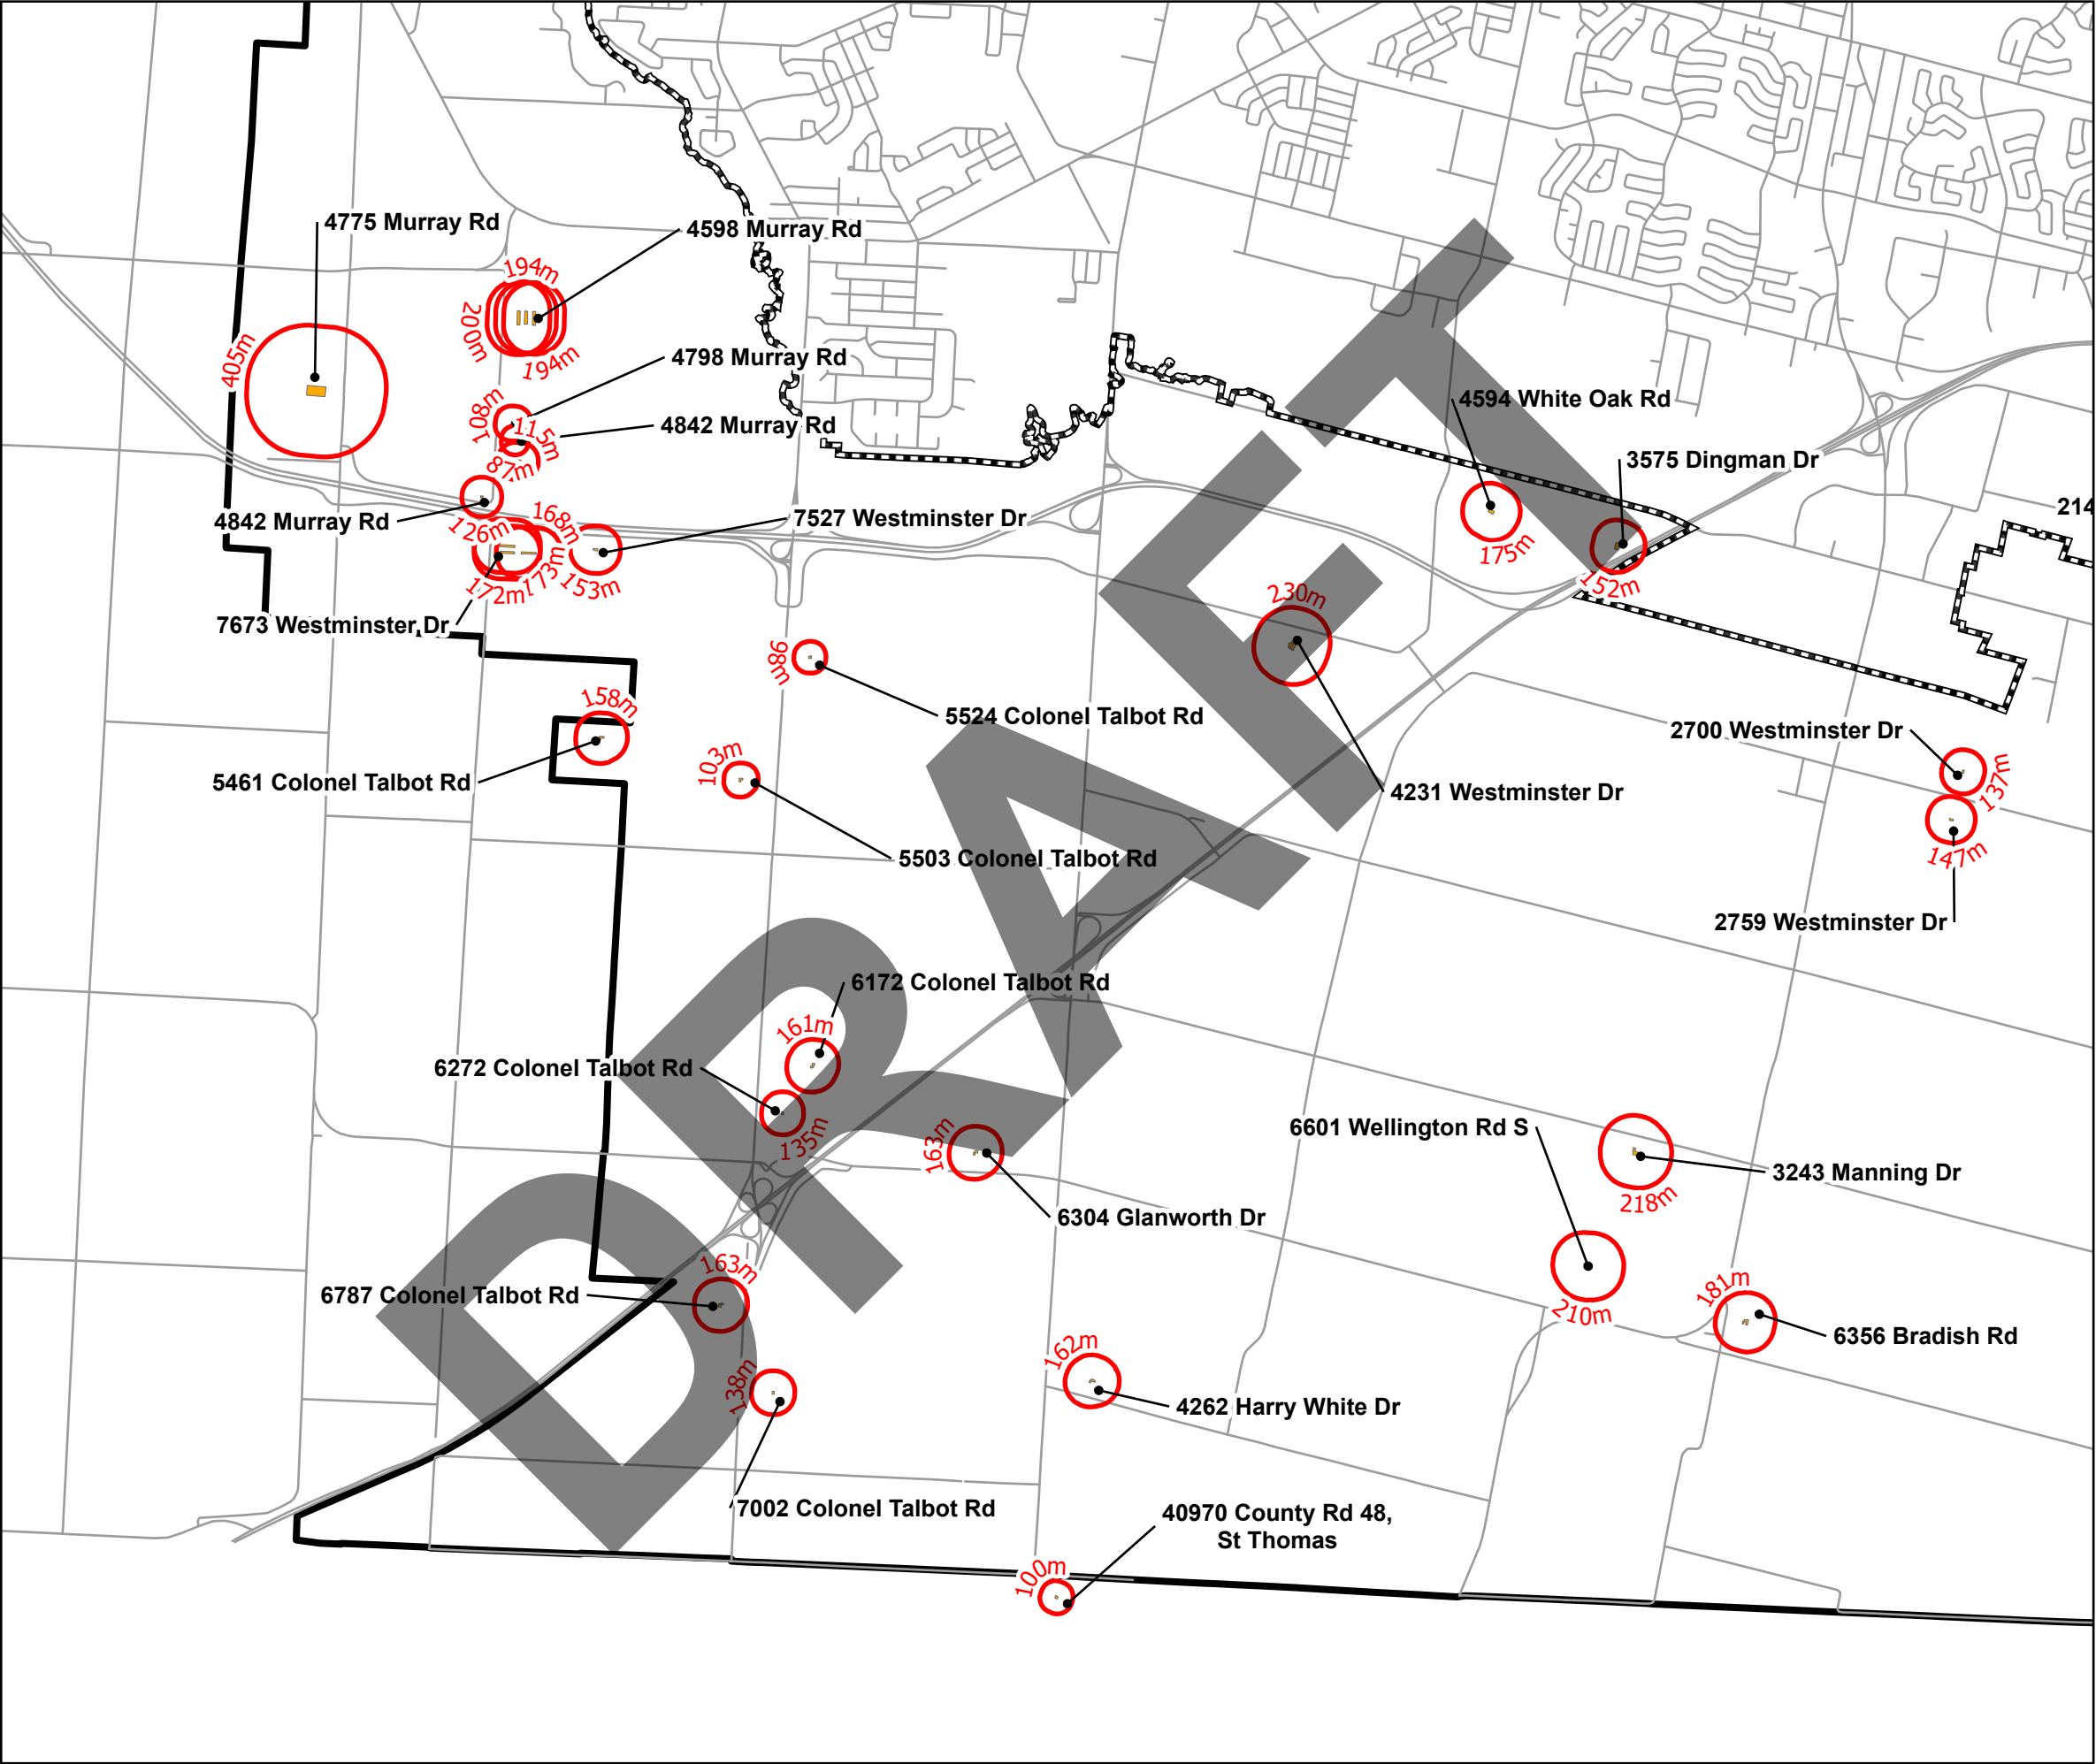 4775 Murray Rd
4598 Murray Rd
194m
200m
194m
405m
4798 Murray Rd
108m
115m
4842 Murray Rd
87m
4594 White Oak Rd
3575 Dingman Dr
214
4842 Murray Rd
126m
168m
7527 Westminster Dr
175m
172m
173m
153m
152m
7673 Westminster Dr
230m
98m
158m
5524 Colonel Talbot Rd
2700 Westminster Dr
137m
5461 Colonel Talbot Rd
103m
4231 Westminster Dr
5503 Colonel Talbot Rd
147m
2759 Westminster Dr
6172 Colonel Talbot Rd
161m
6272 Colonel Talbot Rd
135m
163m
6601 Wellington Rd S
3243 Manning Dr
218m
6304 Glanworth Dr
163m
6787 Colonel Talbot Rd
210m
181m
6356 Bradish Rd
162m
138m
4262 Harry White Dr
7002 Colonel Talbot Rd
40970 County Rd 48,
St Thomas
100m
DRAFT